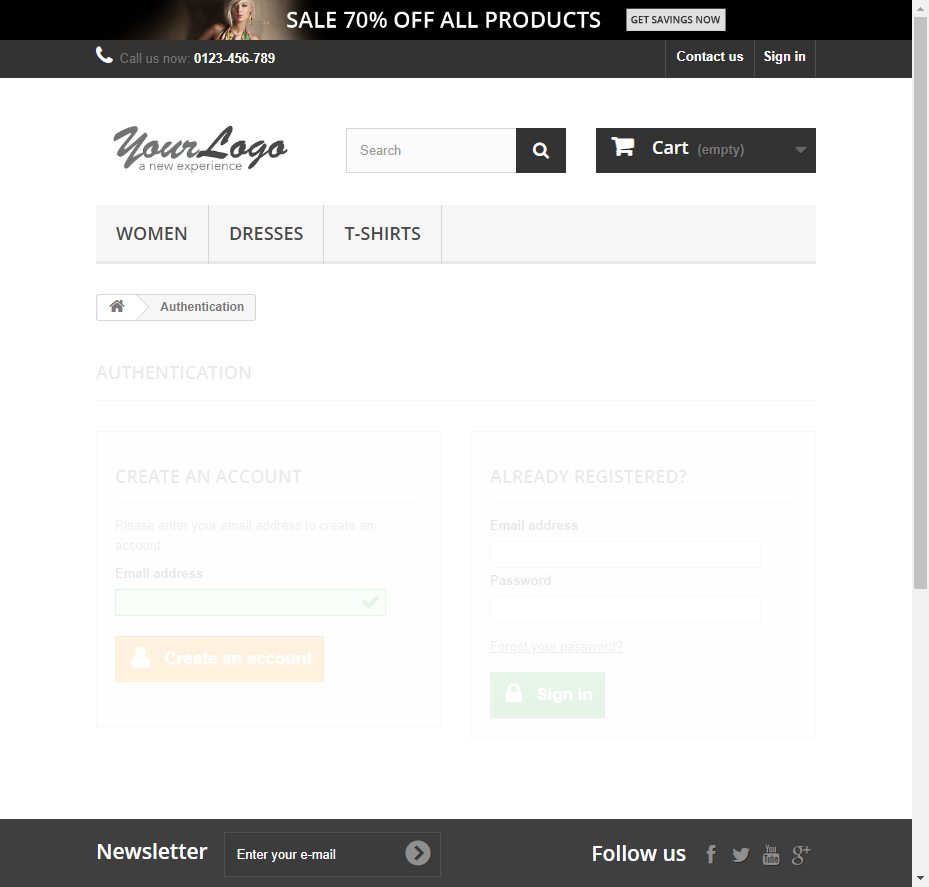 SALE 70% OFF ALL PRODUCTS GET SAVINGS NOW
Call us now: 0123-456-789 Contact us Sign in
YourLogo
a new experience
Search
Cart (empty)
WOMEN DRESSES T-SHIRTS
Authentication
AUTHENTICATION
CREATE AN ACCOUNT
Please enter your email address to create an
account.
Email address
Create an account
ALREADY REGISTERED?
Email address
Password
Forgot your password?
Sign in
Newsletter Enter your e-mail Follow us
You
Tube
g+